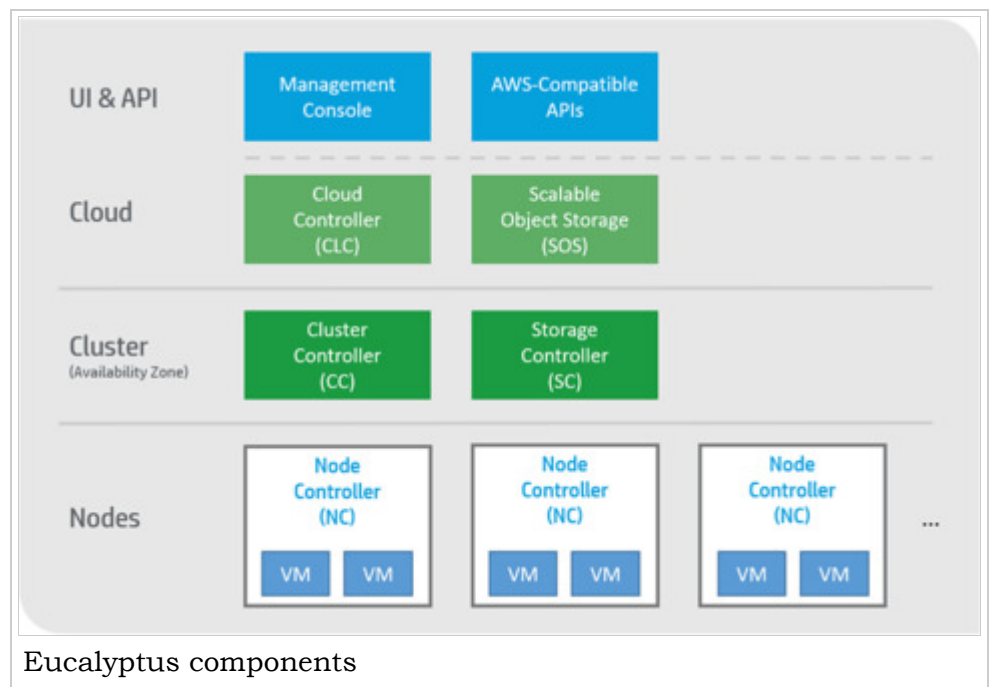 UI & API
Management
Console
AWS-Compatible
APIs
Cloud
Cloud
Controller
(CLC)
Scalable
Object Storage
(SOS)
Cluster
(Availability Zone)
Cluster
Controller
(CC)
Storage
Controller
(SC)
Nodes
Node
Controller
(NC)
VM VM
Node
Controller
(NC)
VM VM
Node
Controller
(NC)
VM VM
...
Eucalyptus components